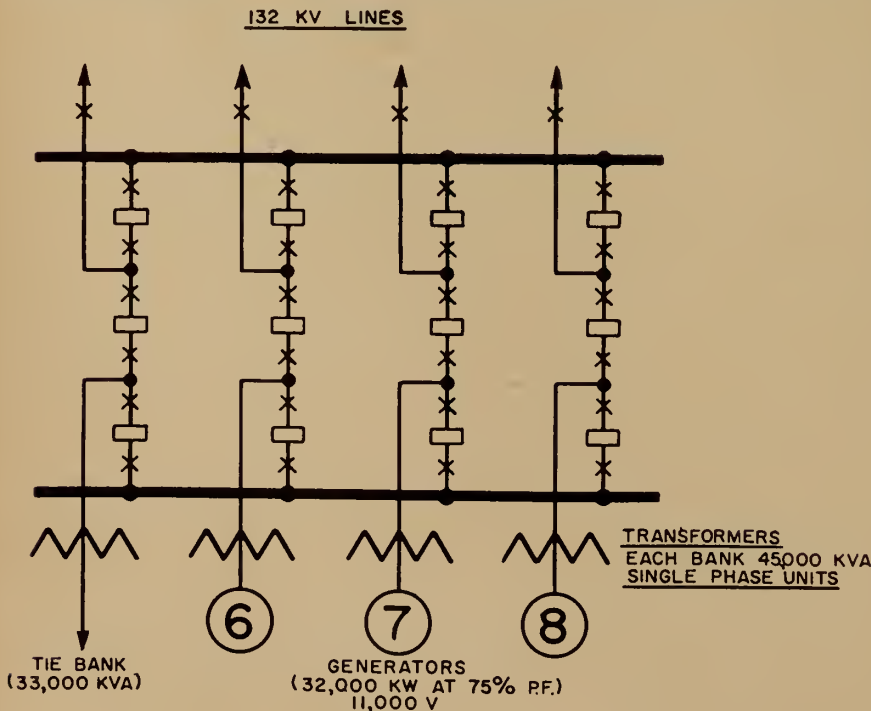 132 KV LINES
TRANSFORMERS
EACH BANK 45,000 KVA
SINGLE PHASE UNITS
6
7
8
TIE BANK
(33,000 KVA)
GENERATORS
(32,000 KW AT 75% P.F.)
11,000 V